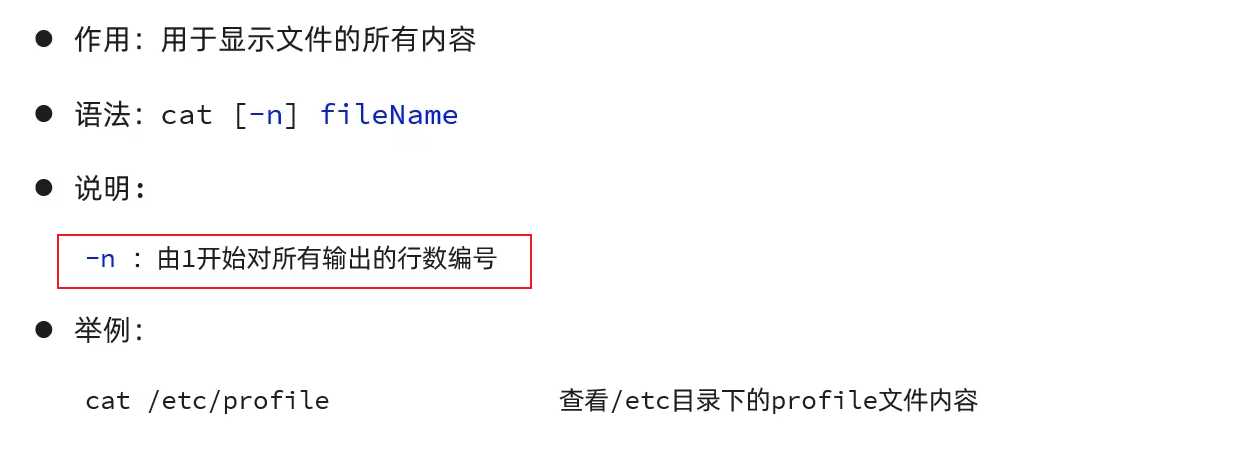 ● 作用：用于显示文件的所有内容
● 语法：cat [-n] fileName
● 说明:
-n : 由1开始对所有输出的行数编号
● 举例：
cat /etc/profile 查看/etc目录下的profile文件内容